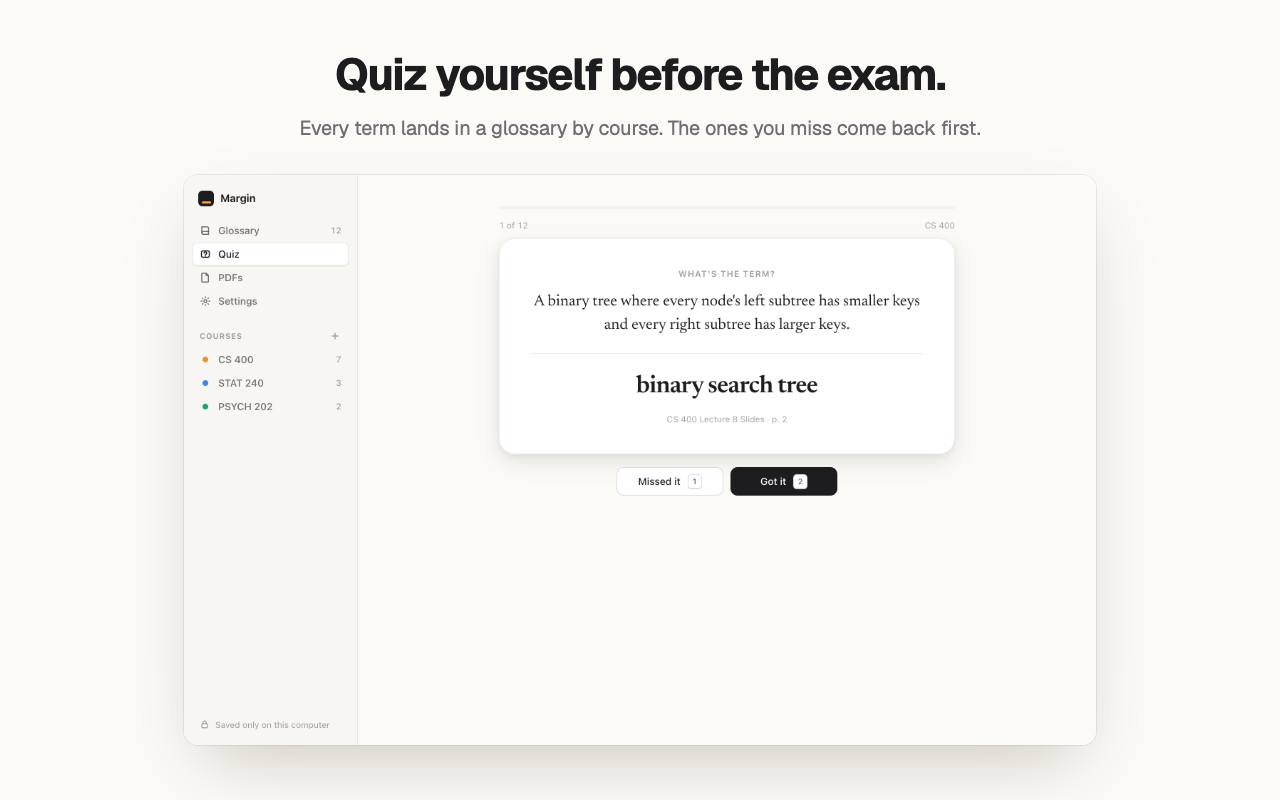 Quiz yourself before the exam.
Every term lands in a glossary by course. The ones you miss come back first.
Margin
Glossary 12
Quiz
PDFs
Settings
COURSES +
CS 400 7
STAT 240 3
PSYCH 202 2
Saved only on this computer
1 of 12 CS 400
WHAT'S THE TERM?
A binary tree where every node's left subtree has smaller keys
and every right subtree has larger keys.
binary search tree
CS 400 Lecture 8 Slides · p. 2
Missed it 1 Got it 2